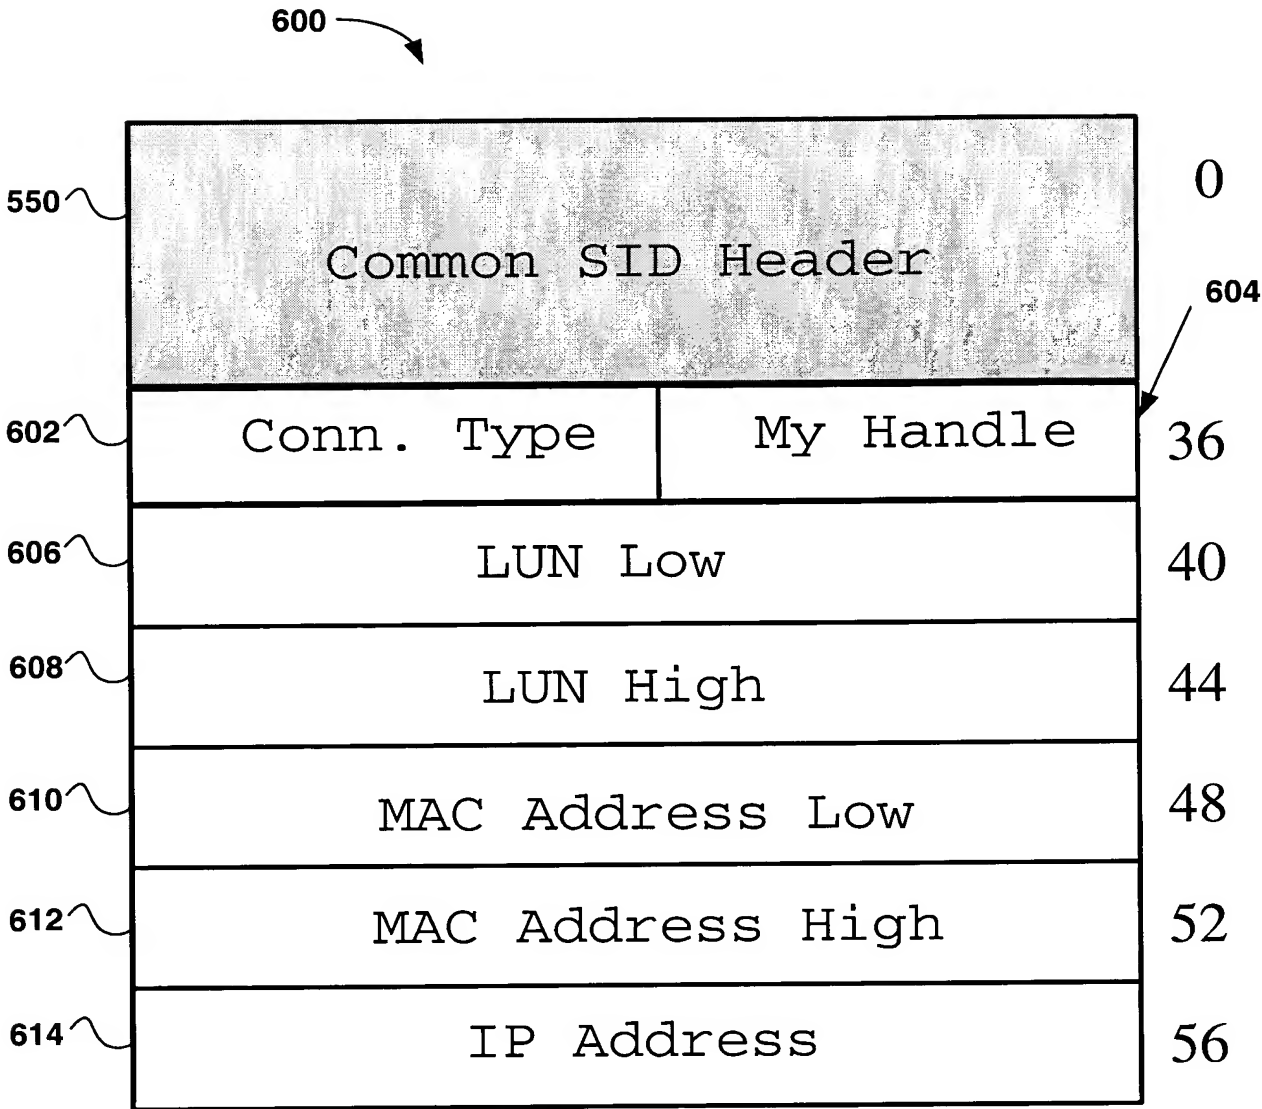 600
550
Common SID Header
0
604
602
Conn. Type
My Handle
36
606
LUN Low
40
608
LUN High
44
610
MAC Address Low
48
612
MAC Address High
52
614
IP Address
56